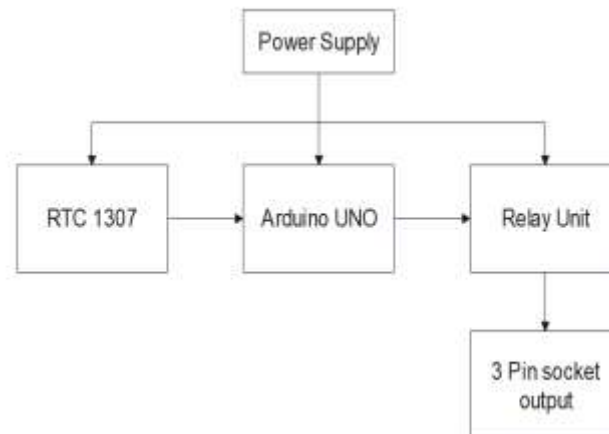 Power Supply
RTC 1307
Arduino UNO
Relay Unit
3 Pin socket
output